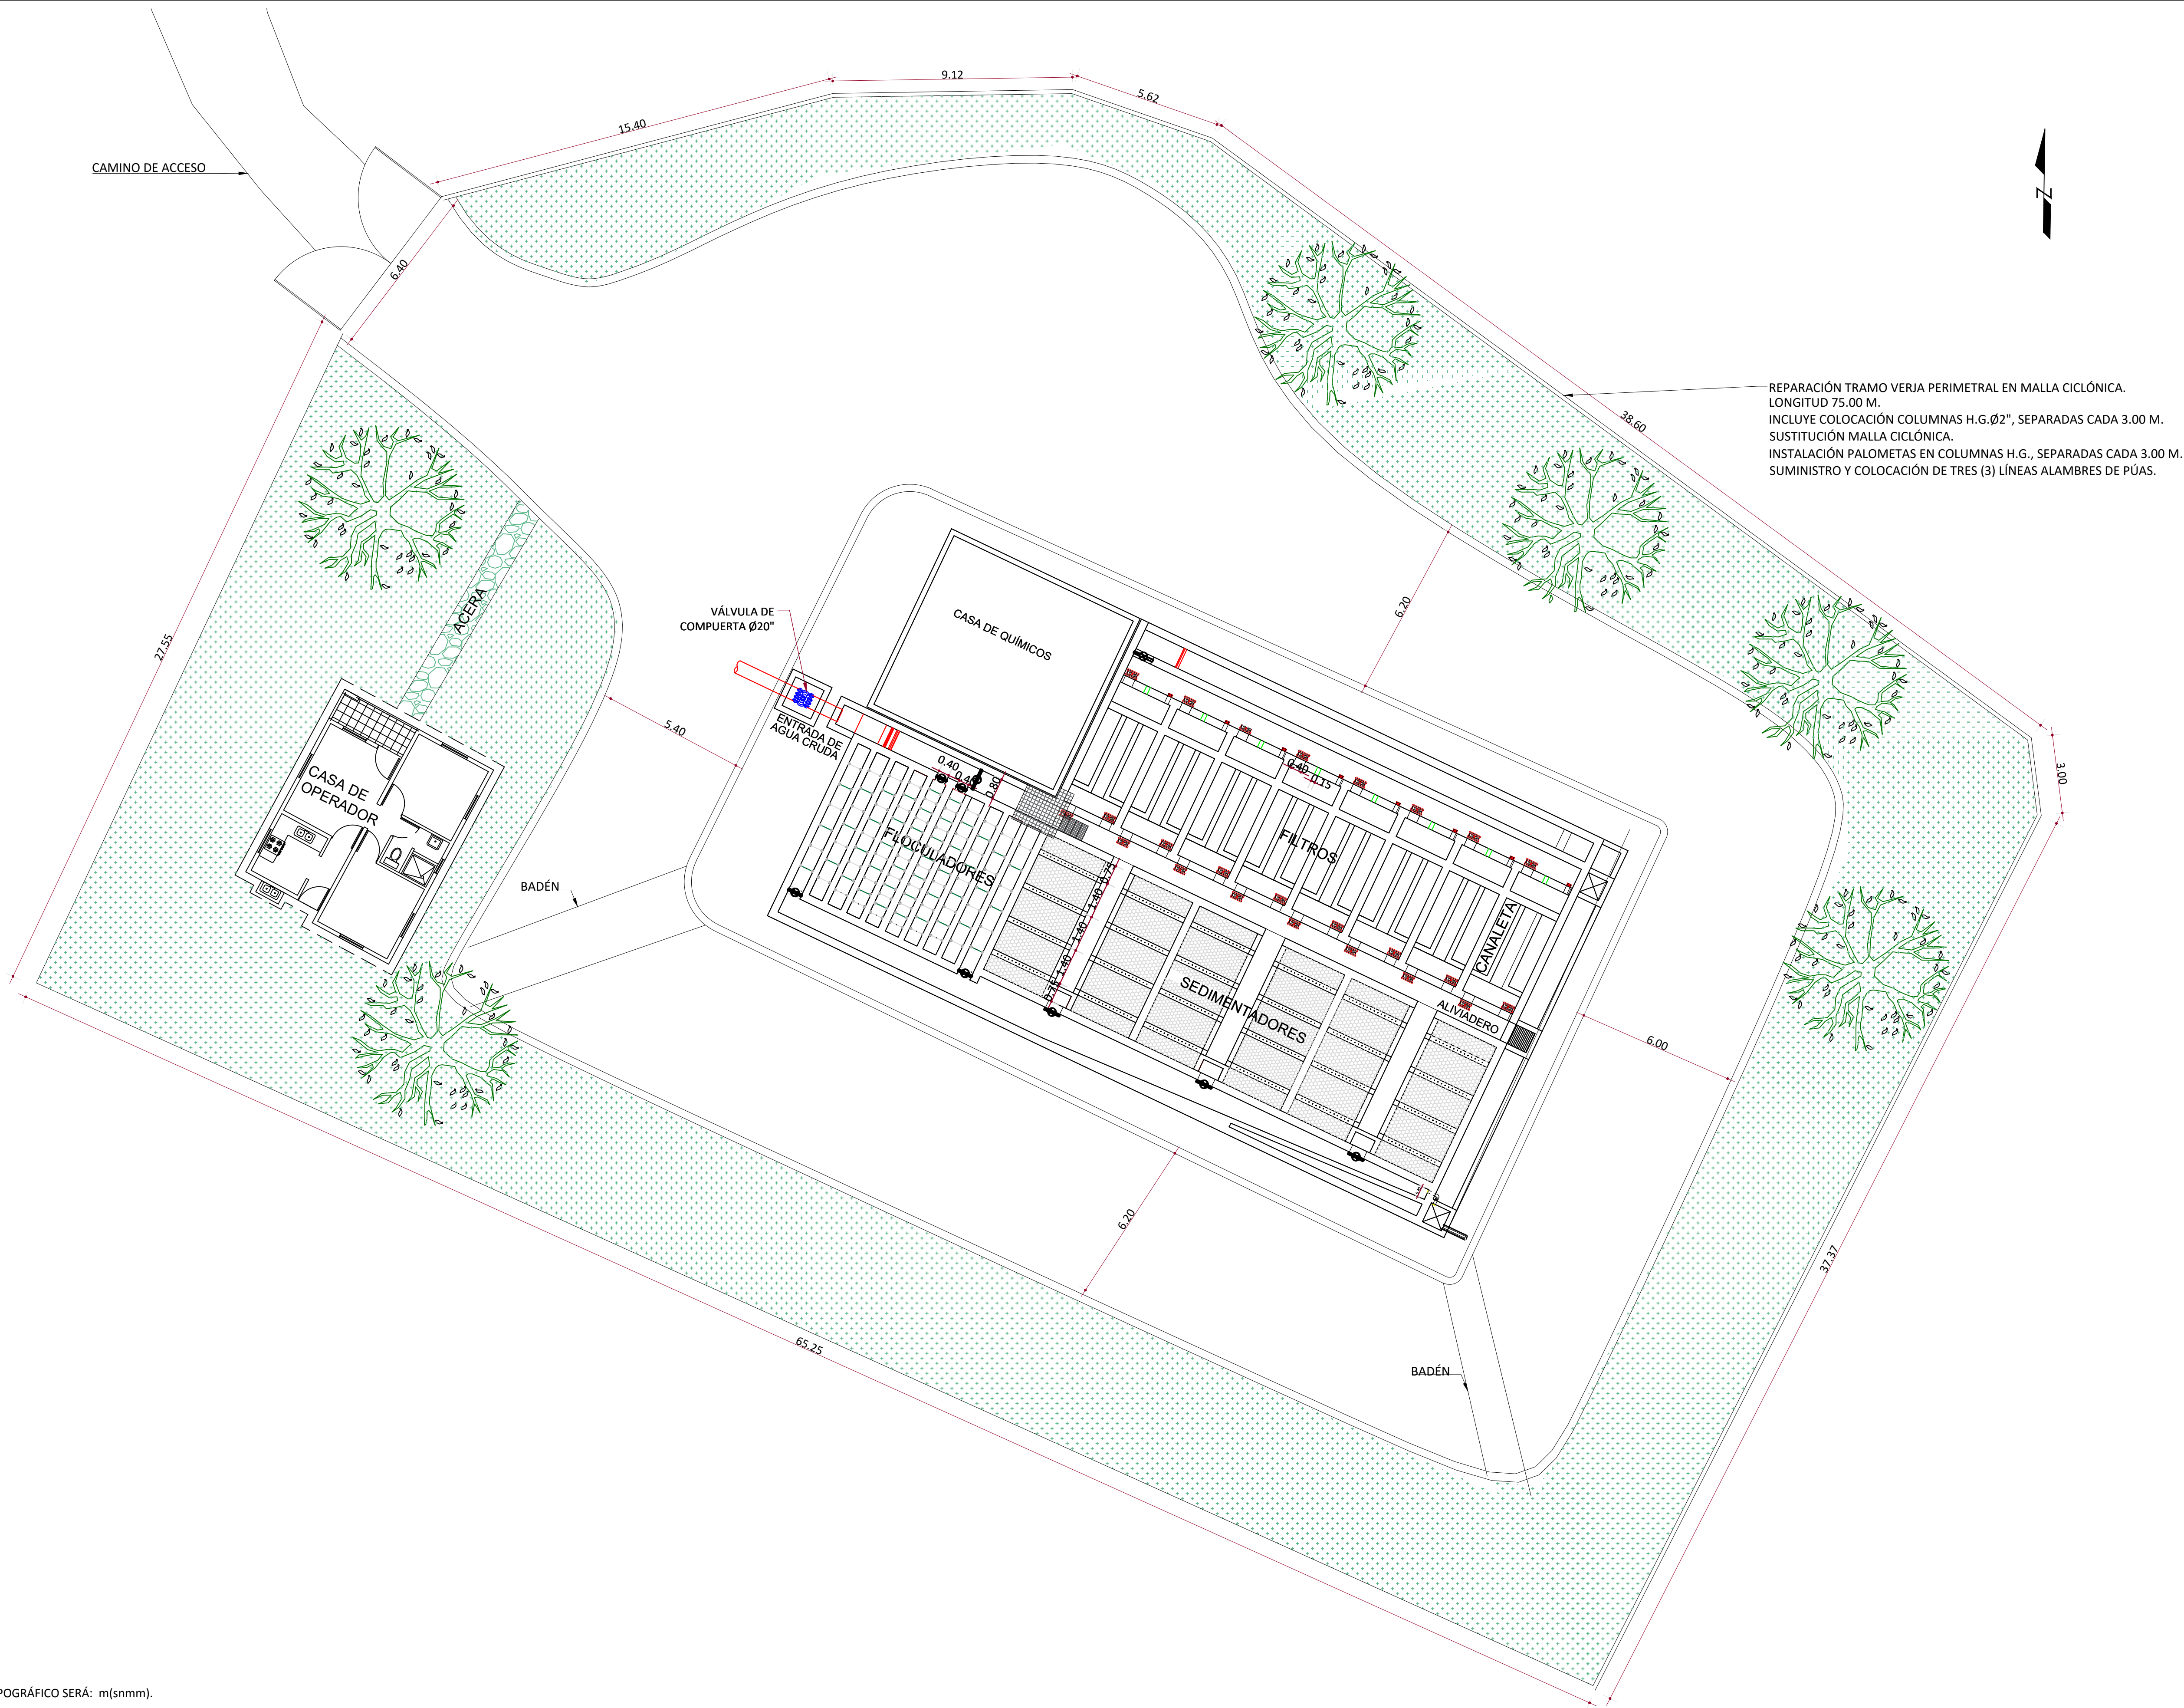 9.12
5.62
15.40
CAMINO DE ACCESO
N
6.40
38.60
REPARACIÓN TRAMO VERJA PERIMETRAL EN MALLA CICLÓNICA.
LONGITUD 75.00 M.
INCLUYE COLOCACIÓN COLUMNAS H.G.Ø2", SEPARADAS CADA 3.00 M.
SUSTITUCIÓN MALLA CICLÓNICA.
INSTALACIÓN PALOMETAS EN COLUMNAS H.G., SEPARADAS CADA 3.00 M.
SUMINISTRO Y COLOCACIÓN DE TRES (3) LÍNEAS ALAMBRES DE PÚAS.
27.55
ACERA
VÁLVULA DE
COMPUERTA Ø20"
CASA DE QUÍMICOS
6.20
5.40
ENTRADA DE
AGUA CRUDA
3.00
0.40
0.80
0.40
0.15
CASA DE
OPERADOR
FLOCULADORES
FILTROS
BADÉN
0.75
1.40
1.40
1.40
0.75
CANALETA
SEDIMENTADORES
ALIVIADERO
6.00
6.20
37.37
65.25
BADÉN
POGRÁFICO SERÁ: m(snmm).